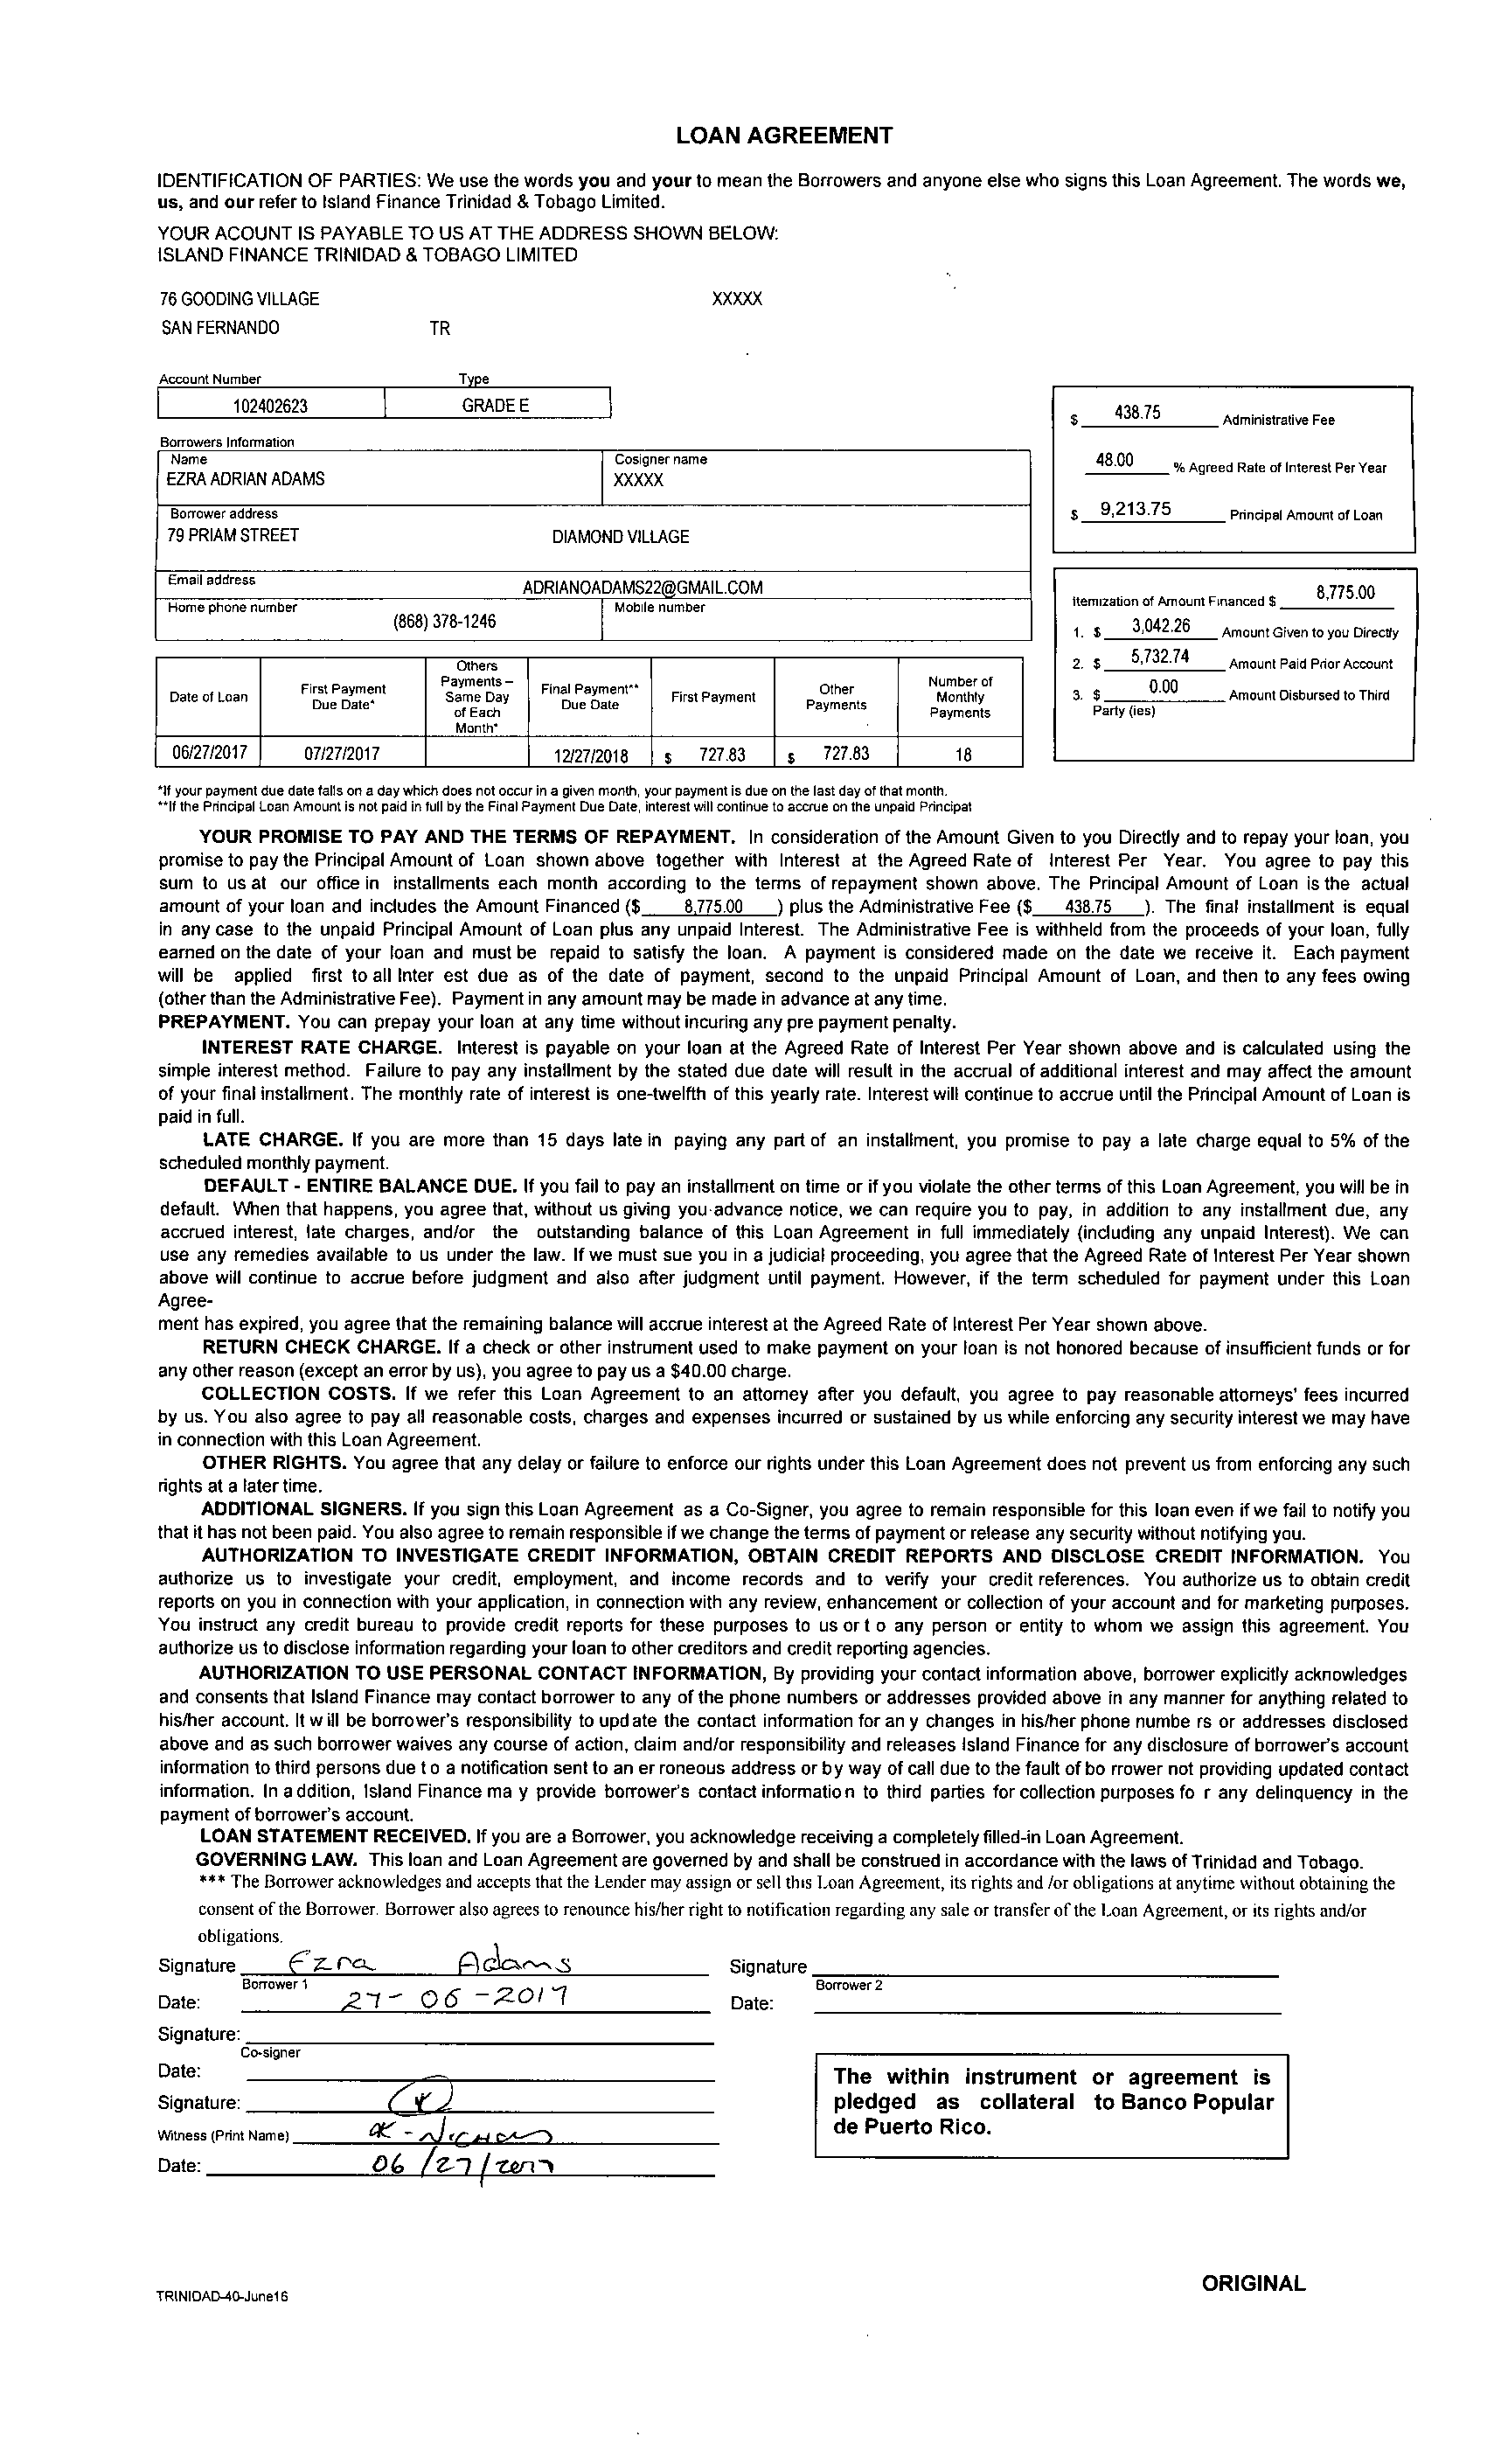 LOAN AGREEMENT
IDENTIFICATION OF PARTIES: We use the words you and your to mean the Borrowers and anyone else who signs this Loan Agreement. The words we,
us, and our refer to Island Finance Trinidad & Tobago Limited.
YOUR ACOUNT IS PAYABLE TO US AT THE ADDRESS SHOWN BELOW:
ISLAND FINANCE TRINIDAD & TOBAGO LIMITED
76 GOODING VILLAGE XXXXX
SAN FERNANDO TR
Account Number Type
102402623 GRADE E
$ 438.75 Administrative Fee
48.00 % Agreed Rate of Interest Per Year
$ 9,213.75 Principal Amount of Loan
Borrowers Information
Name Cosigner name
EZRA ADRIAN ADAMS XXXXX
Borrower address
79 PRIAM STREET DIAMOND VILLAGE
Email address
ADRIANOADAMS22@GMAIL.COM
Home phone number Mobile number
(868) 378-1246
Itemization of Amount Financed $ 8,775.00
1. $ 3,042.26 Amount Given to you Directly
2. $ 5,732.74 Amount Paid Prior Account
3. $ 0.00 Amount Disbursed to Third
Party (ies)
Date of Loan First Payment Due Date* Others Payments – Same Day of Each Month* Final Payment** Due Date First Payment Other Payments Number of Monthly Payments
06/27/2017 07/27/2017 12/27/2018 $ 727.83 $ 727.83 18
*If your payment due date falls on a day which does not occur in a given month, your payment is due on the last day of that month.
**If the Principal Loan Amount is not paid in full by the Final Payment Due Date, interest will continue to accrue on the unpaid Principal
YOUR PROMISE TO PAY AND THE TERMS OF REPAYMENT. In consideration of the Amount Given to you Directly and to repay your loan, you
promise to pay the Principal Amount of Loan shown above together with Interest at the Agreed Rate of Interest Per Year. You agree to pay this
sum to us at our office in installments each month according to the terms of repayment shown above. The Principal Amount of Loan is the actual
amount of your loan and includes the Amount Financed ($ 8,775.00 ) plus the Administrative Fee ($ 438.75 ). The final installment is equal
in any case to the unpaid Principal Amount of Loan plus any unpaid Interest. The Administrative Fee is withheld from the proceeds of your loan, fully
earned on the date of your loan and must be repaid to satisfy the loan. A payment is considered made on the date we receive it. Each payment
will be applied first to all Inter est due as of the date of payment, second to the unpaid Principal Amount of Loan, and then to any fees owing
(other than the Administrative Fee). Payment in any amount may be made in advance at any time.
PREPAYMENT. You can prepay your loan at any time without incuring any pre payment penalty.
INTEREST RATE CHARGE. Interest is payable on your loan at the Agreed Rate of Interest Per Year shown above and is calculated using the
simple interest method. Failure to pay any installment by the stated due date will result in the accrual of additional interest and may affect the amount
of your final installment. The monthly rate of interest is one-twelfth of this yearly rate. Interest will continue to accrue until the Principal Amount of Loan is
paid in full.
LATE CHARGE. If you are more than 15 days late in paying any part of an installment, you promise to pay a late charge equal to 5% of the
scheduled monthly payment.
DEFAULT - ENTIRE BALANCE DUE. If you fail to pay an installment on time or if you violate the other terms of this Loan Agreement, you will be in
default. When that happens, you agree that, without us giving you advance notice, we can require you to pay, in addition to any installment due, any
accrued interest, late charges, and/or the outstanding balance of this Loan Agreement in full immediately (including any unpaid Interest). We can
use any remedies available to us under the law. If we must sue you in a judicial proceeding, you agree that the Agreed Rate of Interest Per Year shown
above will continue to accrue before judgment and also after judgment until payment. However, if the term scheduled for payment under this Loan
Agree-
ment has expired, you agree that the remaining balance will accrue interest at the Agreed Rate of Interest Per Year shown above.
RETURN CHECK CHARGE. If a check or other instrument used to make payment on your loan is not honored because of insufficient funds or for
any other reason (except an error by us), you agree to pay us a $40.00 charge.
COLLECTION COSTS. If we refer this Loan Agreement to an attorney after you default, you agree to pay reasonable attorneys' fees incurred
by us. You also agree to pay all reasonable costs, charges and expenses incurred or sustained by us while enforcing any security interest we may have
in connection with this Loan Agreement.
OTHER RIGHTS. You agree that any delay or failure to enforce our rights under this Loan Agreement does not prevent us from enforcing any such
rights at a later time.
ADDITIONAL SIGNERS. If you sign this Loan Agreement as a Co-Signer, you agree to remain responsible for this loan even if we fail to notify you
that it has not been paid. You also agree to remain responsible if we change the terms of payment or release any security without notifying you.
AUTHORIZATION TO INVESTIGATE CREDIT INFORMATION, OBTAIN CREDIT REPORTS AND DISCLOSE CREDIT INFORMATION. You
authorize us to investigate your credit, employment, and income records and to verify your credit references. You authorize us to obtain credit
reports on you in connection with your application, in connection with any review, enhancement or collection of your account and for marketing purposes.
You instruct any credit bureau to provide credit reports for these purposes to us or t o any person or entity to whom we assign this agreement. You
authorize us to disclose information regarding your loan to other creditors and credit reporting agencies.
AUTHORIZATION TO USE PERSONAL CONTACT INFORMATION, By providing your contact information above, borrower explicitly acknowledges
and consents that Island Finance may contact borrower to any of the phone numbers or addresses provided above in any manner for anything related to
his/her account. It w ill be borrower's responsibility to upd ate the contact information for an y changes in his/her phone numbe rs or addresses disclosed
above and as such borrower waives any course of action, claim and/or responsibility and releases Island Finance for any disclosure of borrower's account
information to third persons due t o a notification sent to an er roneous address or by way of call due to the fault of bo rrower not providing updated contact
information. In a ddition, Island Finance ma y provide borrower's contact information to third parties for collection purposes fo r any delinquency in the
payment of borrower's account.
LOAN STATEMENT RECEIVED. If you are a Borrower, you acknowledge receiving a completely filled-in Loan Agreement.
GOVERNING LAW. This loan and Loan Agreement are governed by and shall be construed in accordance with the laws of Trinidad and Tobago.
*** The Borrower acknowledges and accepts that the Lender may assign or sell this Loan Agreement, its rights and /or obligations at anytime without obtaining the
consent of the Borrower. Borrower also agrees to renounce his/her right to notification regarding any sale or transfer of the Loan Agreement, or its rights and/or
obligations.
Signature Ezra Adams Signature
Borrower 1 Borrower 2
Date: 27-06-2017 Date:
Signature:
Co-signer
Date:
Signature:
Witness (Print Name)
Date: 06/27/2017
The within instrument or agreement is
pledged as collateral to Banco Popular
de Puerto Rico.
ORIGINAL
TRINIDAD-40-June16